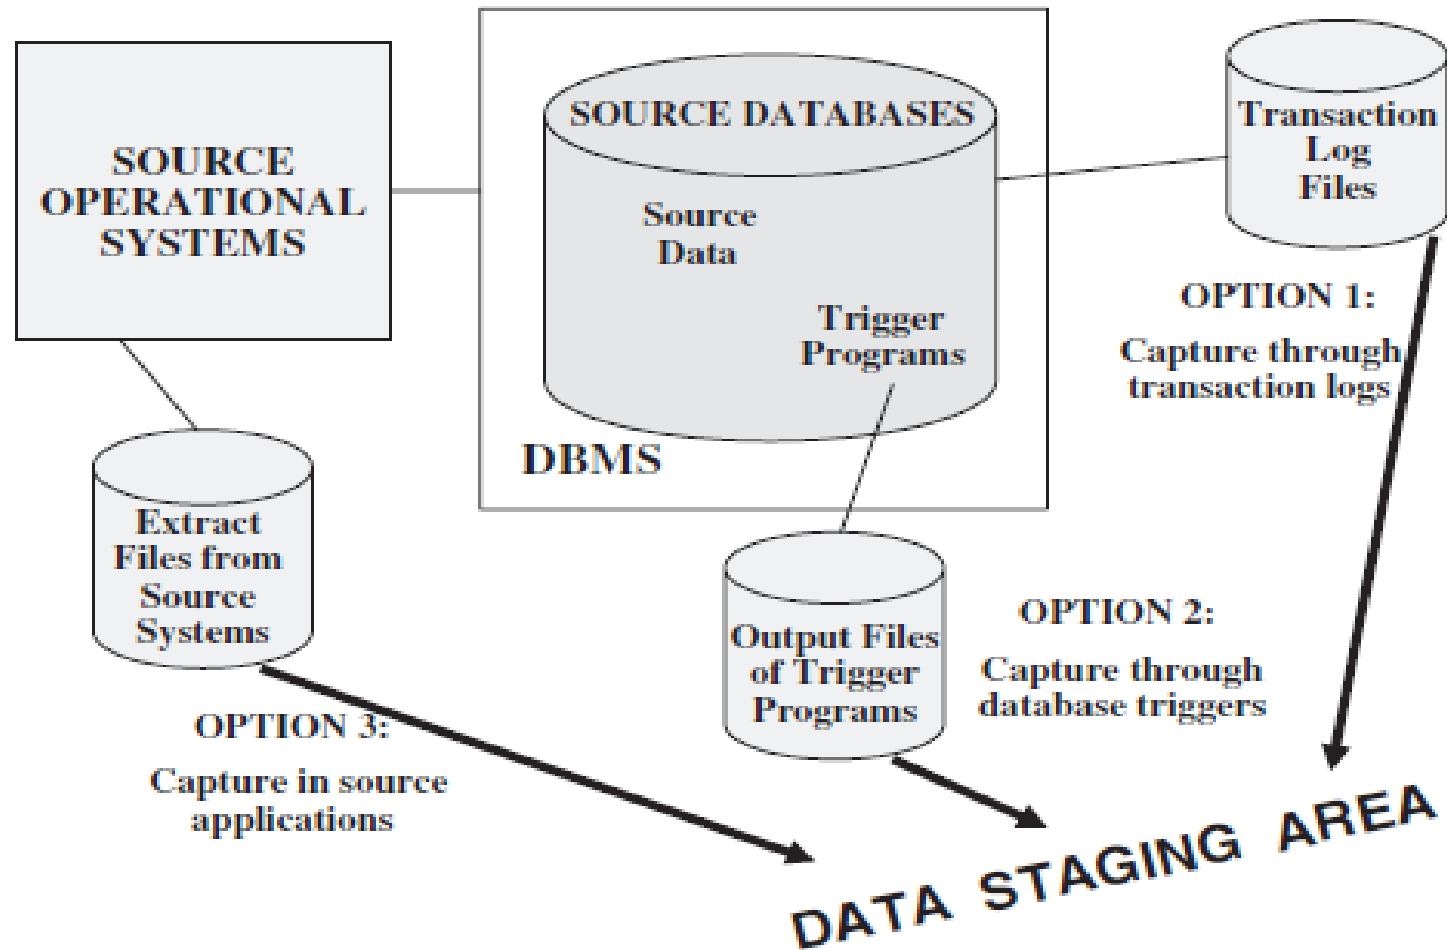 SOURCE
OPERATIONAL
SYSTEMS
SOURCE DATABASES
Source
Data
Trigger
Programs
DBMS
Transaction
Log
Files
OPTION 1:
Capture through
transaction logs
Extract
Files from
Source
Systems
Output Files
of Trigger
Programs
OPTION 2:
Capture through
database triggers
OPTION 3:
Capture in source
applications
DATA STAGING AREA